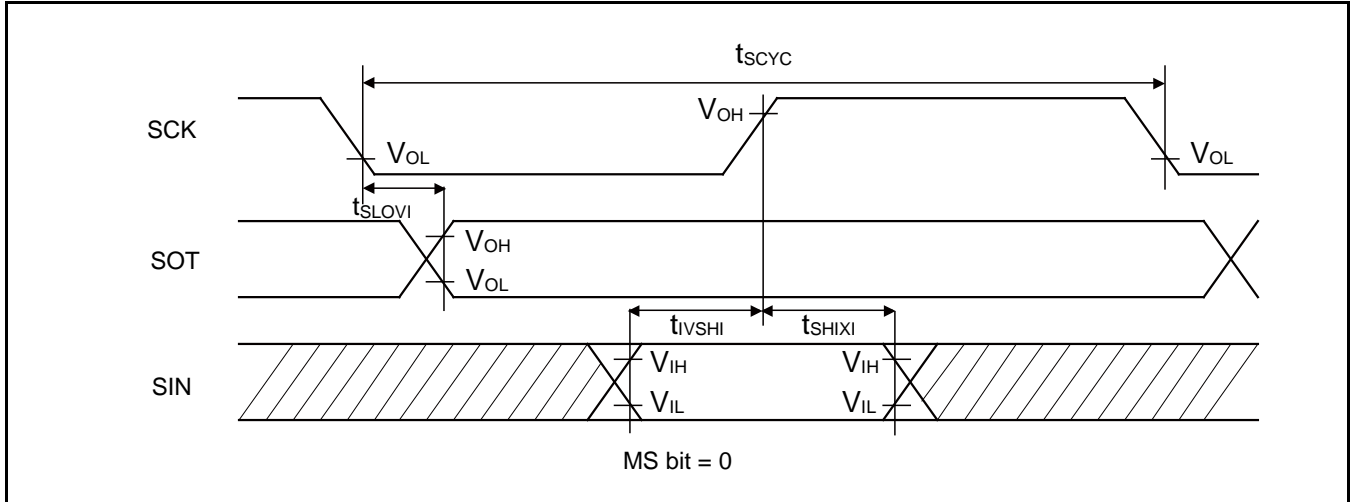 tSCYC
SCK
VOH
VOL
VOL
tSLOVI
SOT
VOH
VOL
tIVSHI
tSHIXI
SIN
VIH
VIH
VIL
VIL
MS bit = 0